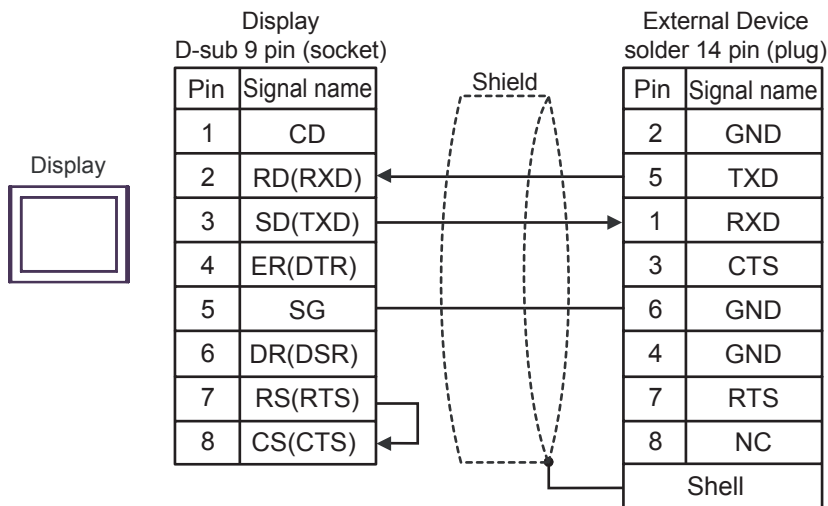 Display
D-sub 9 pin (socket)
External Device
solder 14 pin (plug)
Shield
Display
Pin Signal name
1 CD
2 RD(RXD)
3 SD(TXD)
4 ER(DTR)
5 SG
6 DR(DSR)
7 RS(RTS)
8 CS(CTS)
Pin Signal name
2 GND
5 TXD
1 RXD
3 CTS
6 GND
4 GND
7 RTS
8 NC
Shell